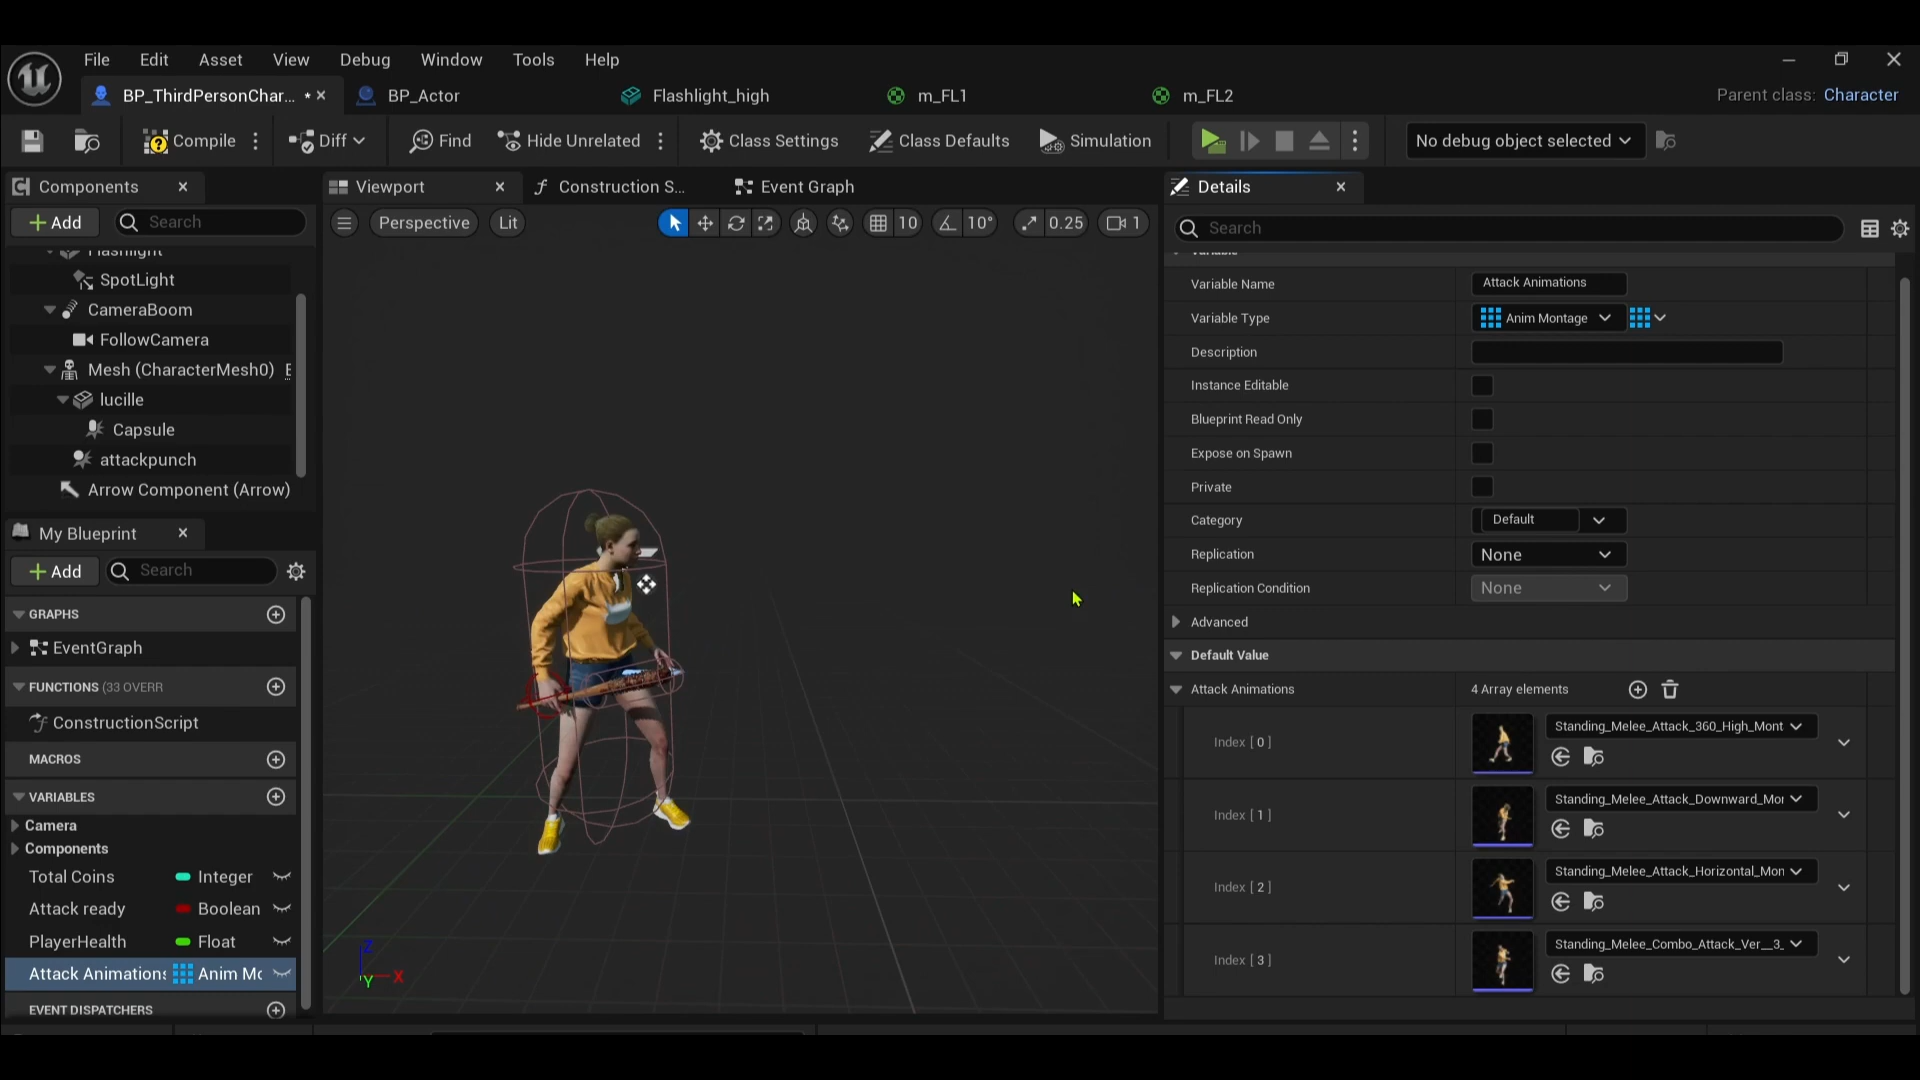 File Edit Asset View Debug Window Tools Help
BP_ThirdPersonChar... * BP_Actor Flashlight_high m_FL1 m_FL2 Parent class: Character
Compile Diff Find Hide Unrelated Class Settings Class Defaults Simulation No debug object selected
Components Viewport Construction S... Event Graph Details
Add Search Perspective Lit 10 10° 0.25 1 Search
Flashlight
SpotLight
CameraBoom
FollowCamera
Mesh (CharacterMesh0) E
lucille
Capsule
attackpunch
Arrow Component (Arrow)
My Blueprint
Add Search
GRAPHS
EventGraph
FUNCTIONS (33 OVERR
ConstructionScript
MACROS
VARIABLES
Camera
Components
Total Coins Integer
Attack ready Boolean
PlayerHealth Float
Attack Animations Anim Mo
EVENT DISPATCHERS
Z
Y X
Variable
Variable Name Attack Animations
Variable Type Anim Montage
Description
Instance Editable
Blueprint Read Only
Expose on Spawn
Private
Category Default
Replication None
Replication Condition None
Advanced
Default Value
Attack Animations 4 Array elements
Index [ 0 ] Standing_Melee_Attack_360_High_Mont
Index [ 1 ] Standing_Melee_Attack_Downward_Mor
Index [ 2 ] Standing_Melee_Attack_Horizontal_Mon
Index [ 3 ] Standing_Melee_Combo_Attack_Ver__3_